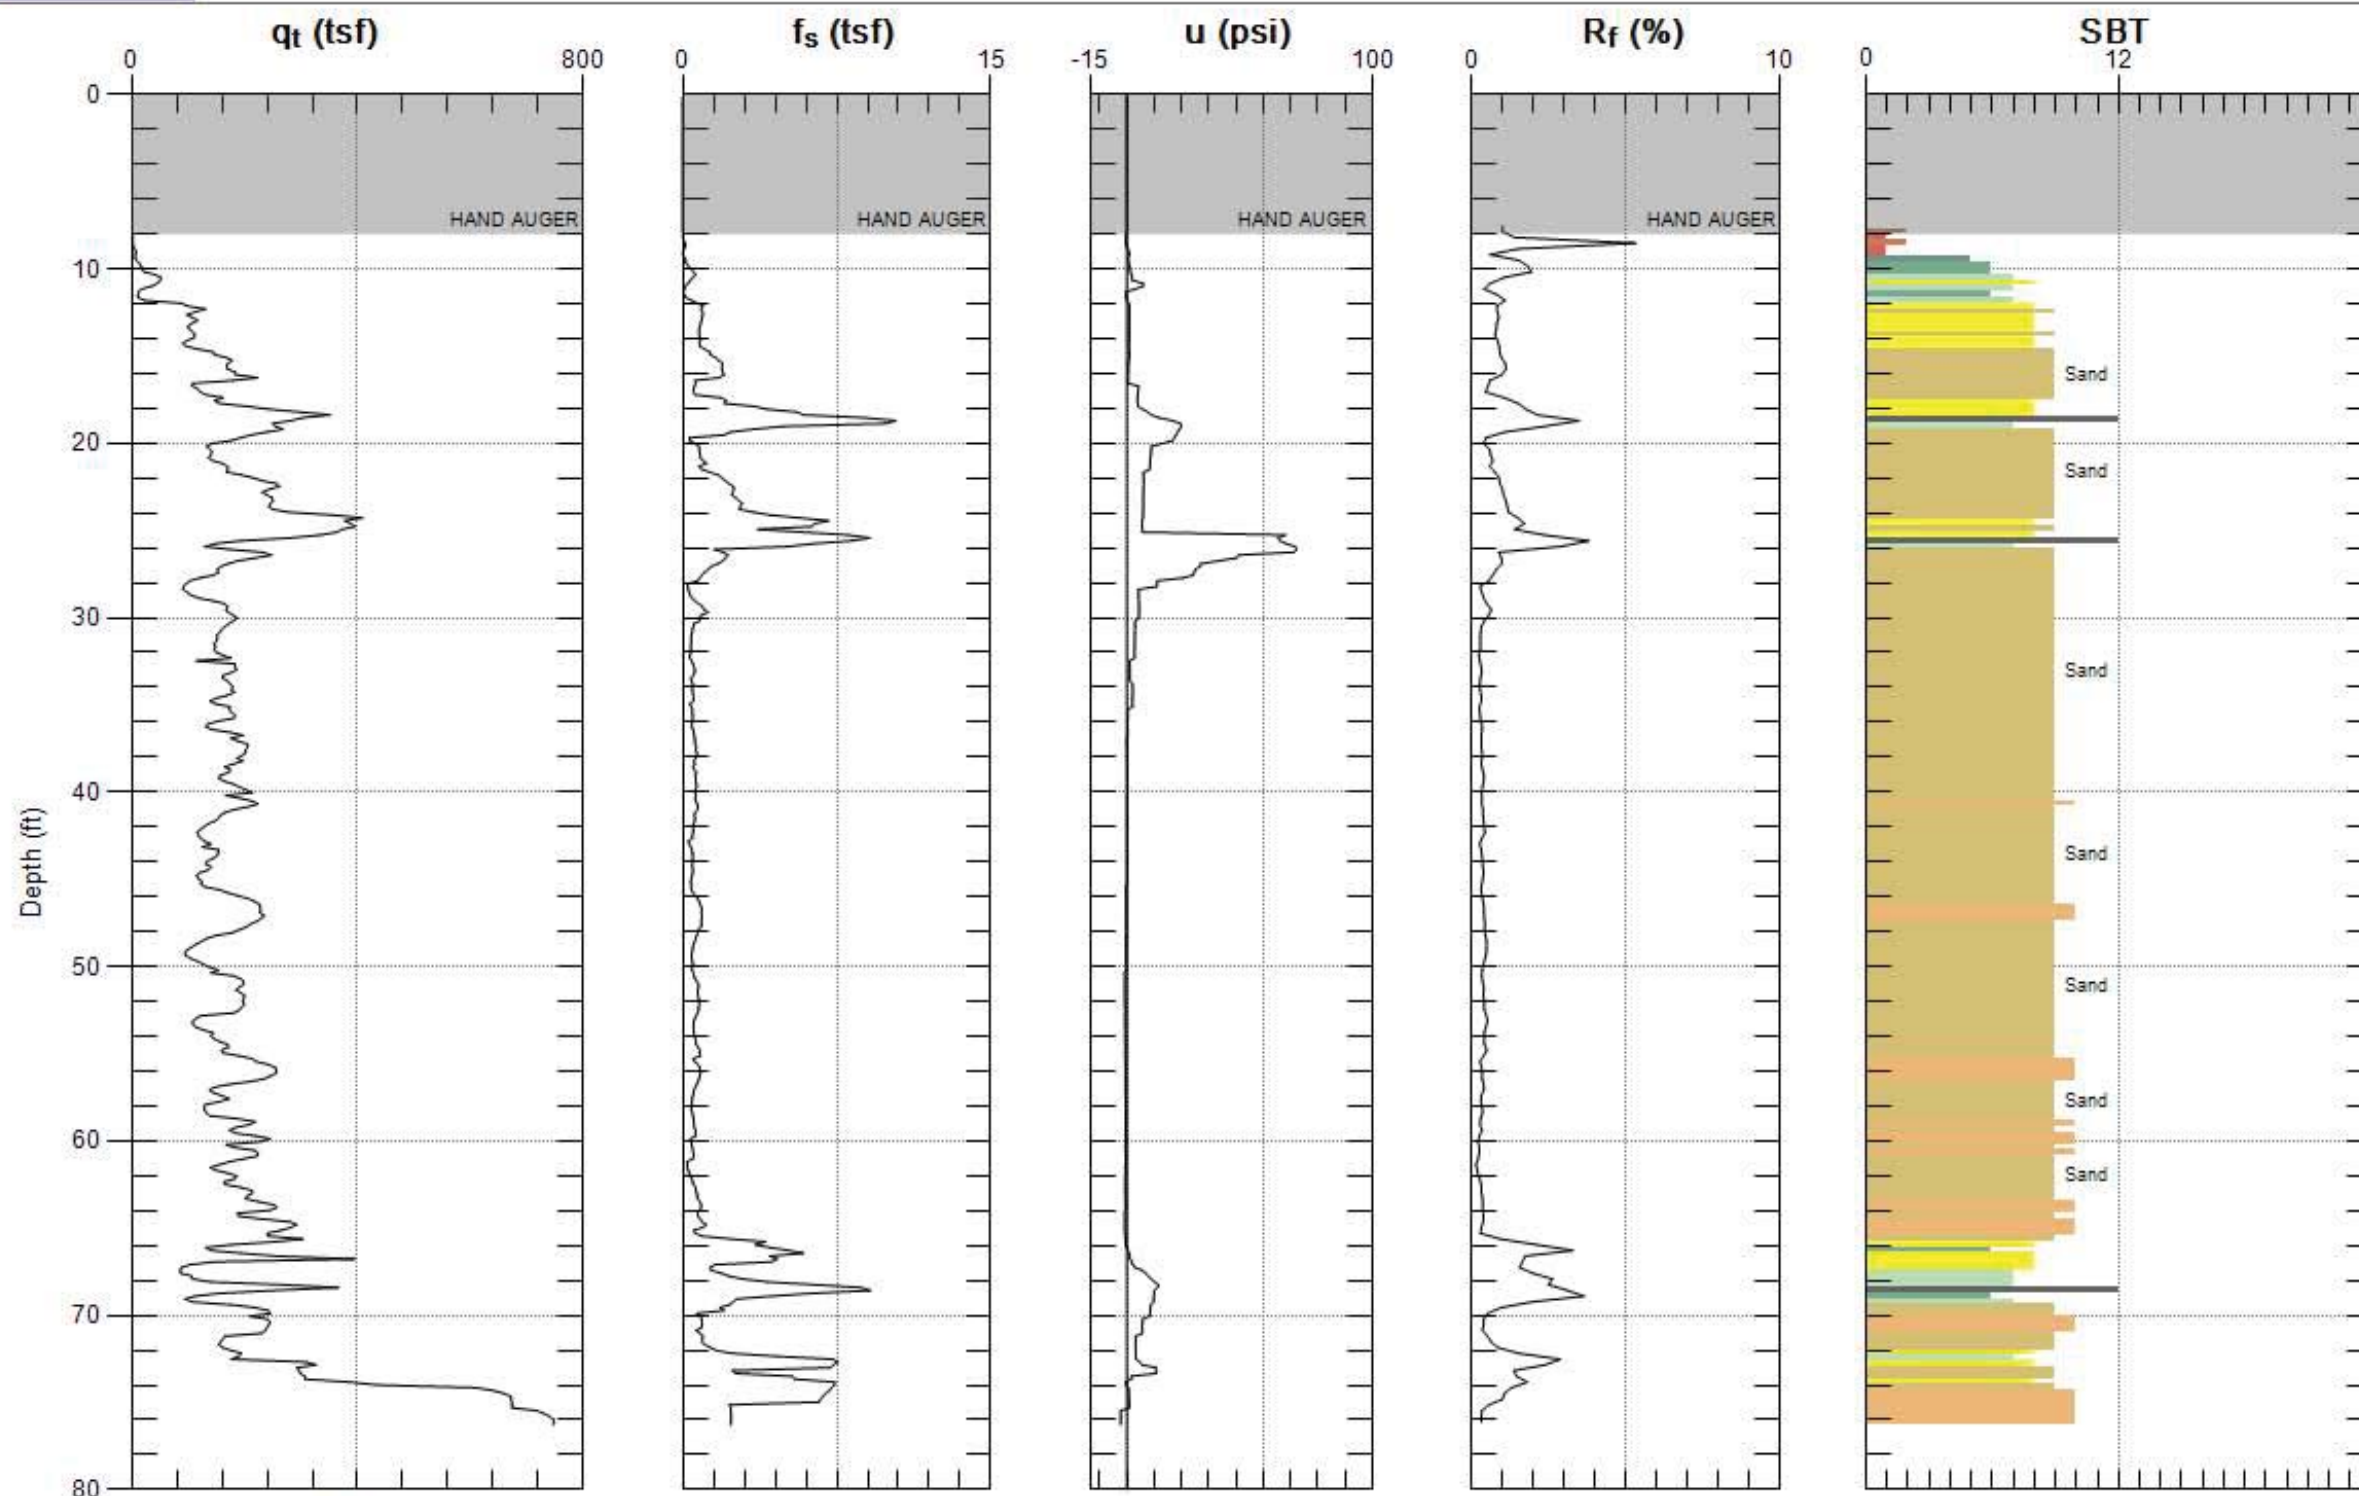 qt (tsf) fs (tsf) u (psi) Rf (%) SBT
0 800 0 15 -15 100 0 10 0 12
0
HAND AUGER HAND AUGER HAND AUGER HAND AUGER
10
Sand
20
Sand
30
Sand
40
Depth (ft)
Sand
50
Sand
Sand
60
Sand
70
80